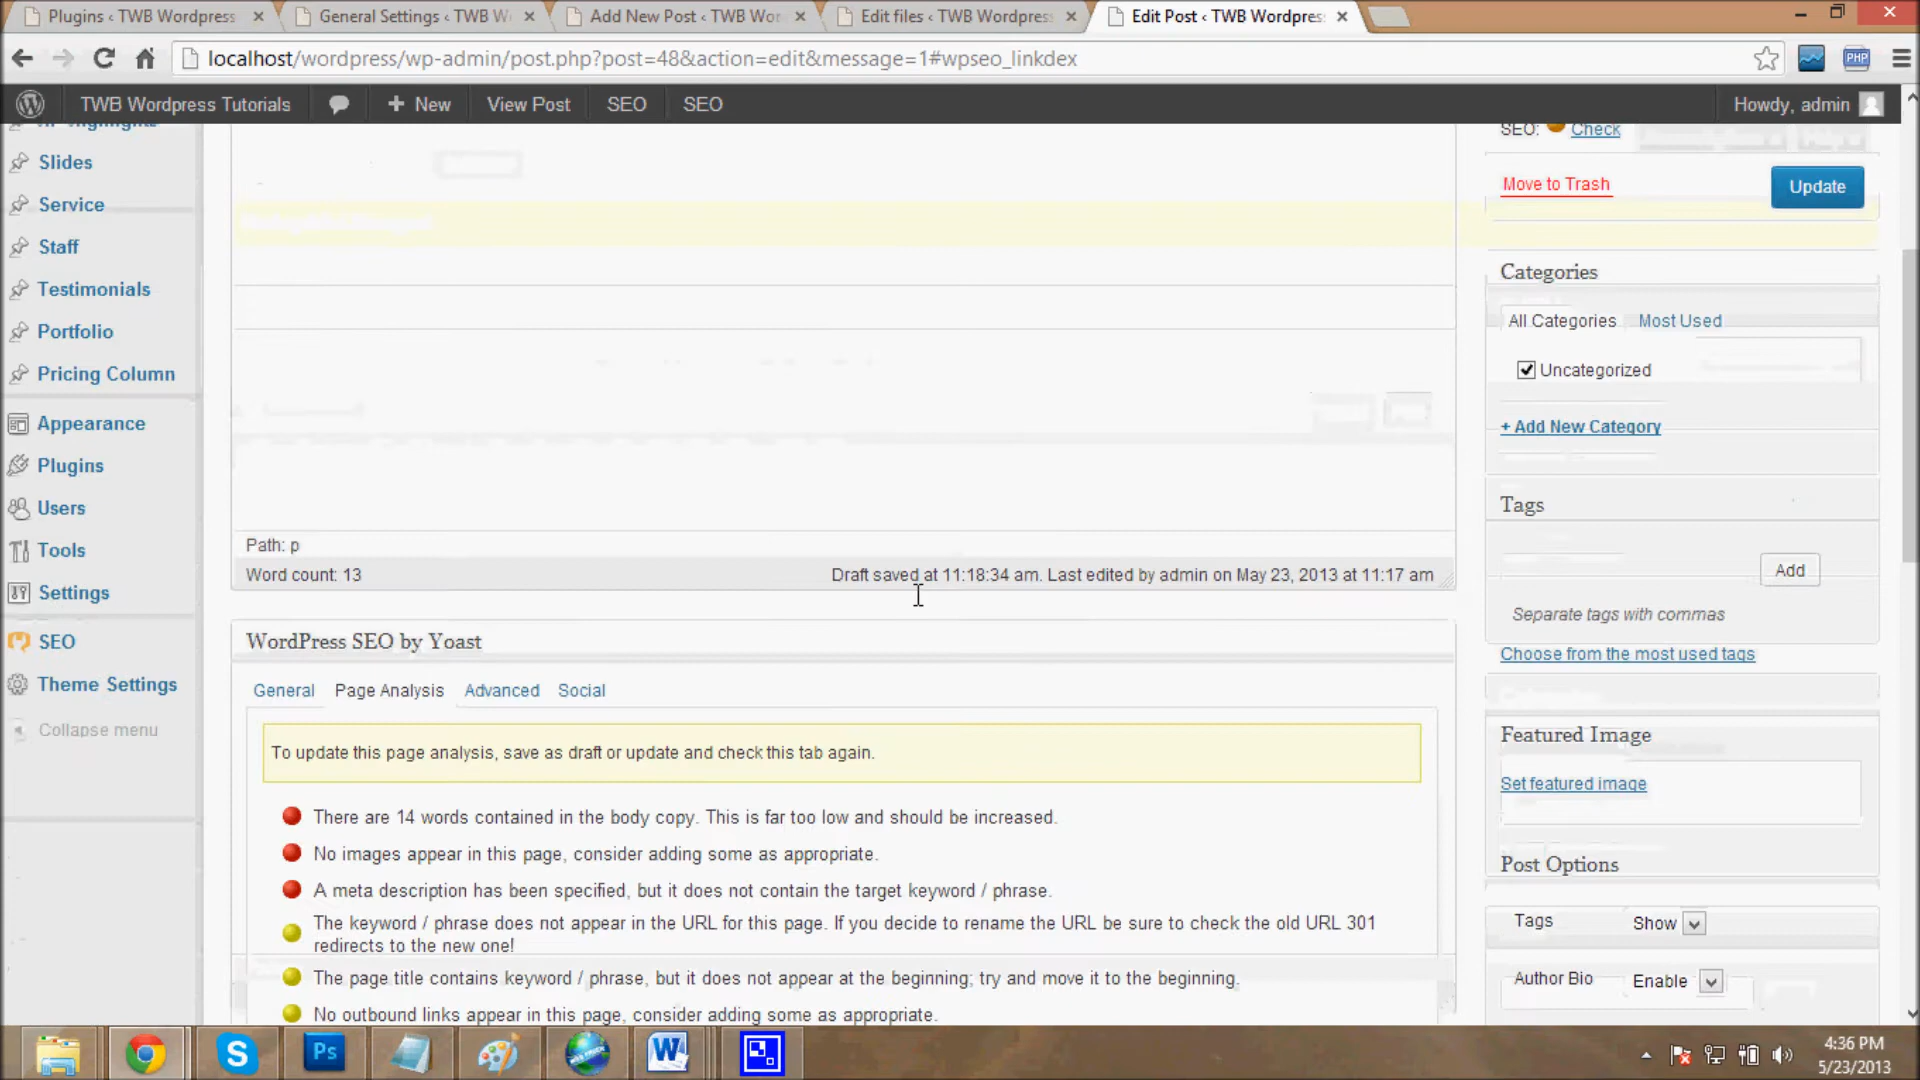 Plugins ‹ TWB Wordpress
General Settings ‹ TWB W
Add New Post ‹ TWB Wor
Edit files ‹ TWB Wordpress
Edit Post ‹ TWB Wordpres
localhost/wordpress/wp-admin/post.php?post=48&action=edit&message=1#wpseo_linkdex
PHP
TWB Wordpress Tutorials
+ New
View Post
SEO
SEO
Howdy, admin
Slides
Service
Staff
Testimonials
Portfolio
Pricing Column
Appearance
Plugins
Users
Tools
Settings
SEO
Theme Settings
Collapse menu
Path: p
Word count: 13
Draft saved at 11:18:34 am. Last edited by admin on May 23, 2013 at 11:17 am
WordPress SEO by Yoast
General
Page Analysis
Advanced
Social
To update this page analysis, save as draft or update and check this tab again.
There are 14 words contained in the body copy. This is far too low and should be increased.
No images appear in this page, consider adding some as appropriate.
A meta description has been specified, but it does not contain the target keyword / phrase.
The keyword / phrase does not appear in the URL for this page. If you decide to rename the URL be sure to check the old URL 301
redirects to the new one!
The page title contains keyword / phrase, but it does not appear at the beginning; try and move it to the beginning.
No outbound links appear in this page, consider adding some as appropriate.
SEO: Check
Move to Trash
Update
Categories
All Categories
Most Used
Uncategorized
+ Add New Category
Tags
Add
Separate tags with commas
Choose from the most used tags
Featured Image
Set featured image
Post Options
Tags
Show
Author Bio
Enable
Ps
4:36 PM
5/23/2013